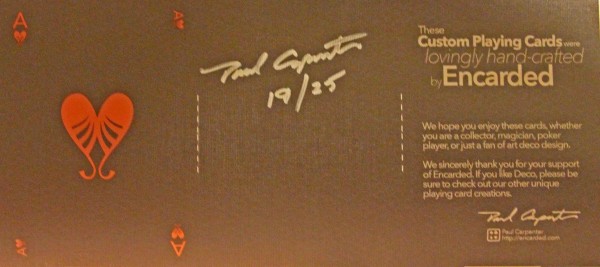 A
A
Paul Carpenter
19/25
These
Custom Playing Cards were
lovingly hand-crafted
by Encarded
We hope you enjoy these cards, whether
you are a collector, magician, poker
player, or just a fan of art deco design.
We sincerely thank you for your support
of Encarded. If you like Deco, please be
sure to check out our other unique
playing card creations.
Paul Carpenter
Paul Carpenter
http://encarded.com
A
A